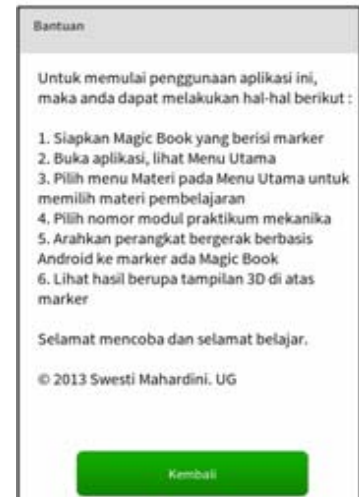 Bantuan
Untuk memulai penggunaan aplikasi ini,
maka anda dapat melakukan hal-hal berikut :
1. Siapkan Magic Book yang berisi marker
2. Buka aplikasi, lihat Menu Utama
3. Pilih menu Materi pada Menu Utama untuk
memilih materi pembelajaran
4. Pilih nomor modul praktikum mekanika
5. Arahkan perangkat bergerak berbasis
Android ke marker ada Magic Book
6. Lihat hasil berupa tampilan 3D di atas
marker
Selamat mencoba dan selamat belajar.
© 2013 Swesti Mahardini. UG
Kembali